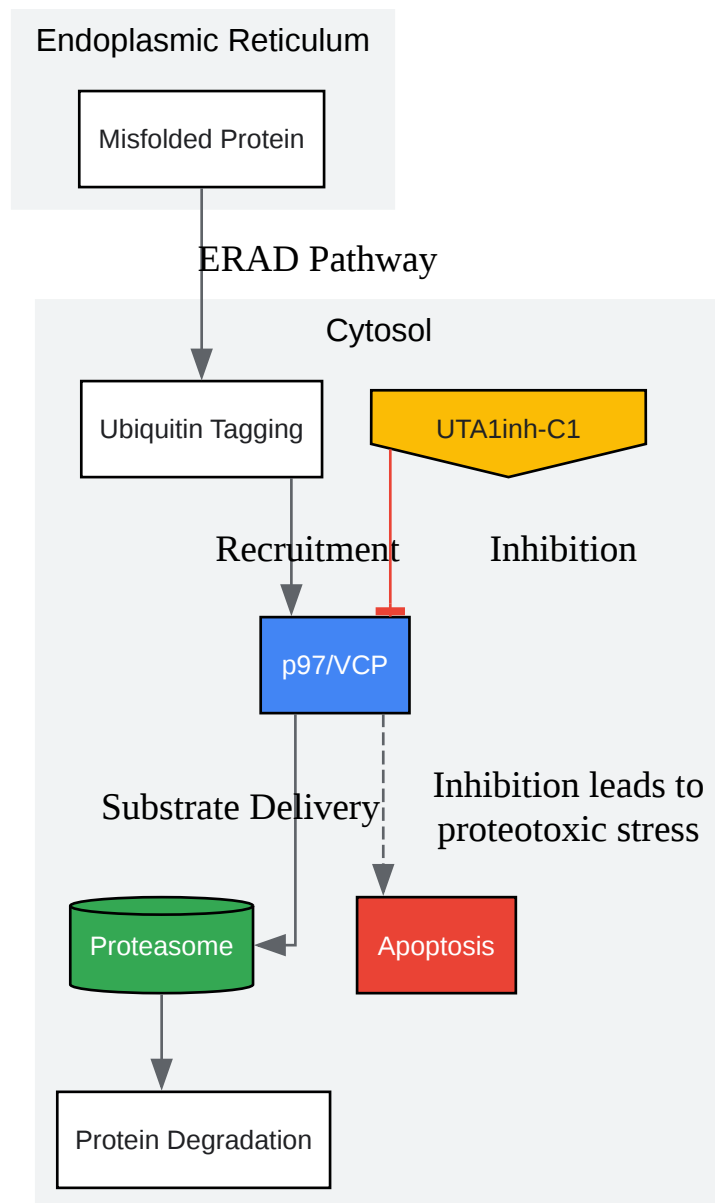 Endoplasmic Reticulum
Misfolded Protein
ERAD Pathway
Cytosol
Ubiquitin Tagging
UTA1inh-C1
Recruitment
Inhibition
p97/VCP
Substrate Delivery
Inhibition leads to
proteotoxic stress
Proteasome
Apoptosis
Protein Degradation